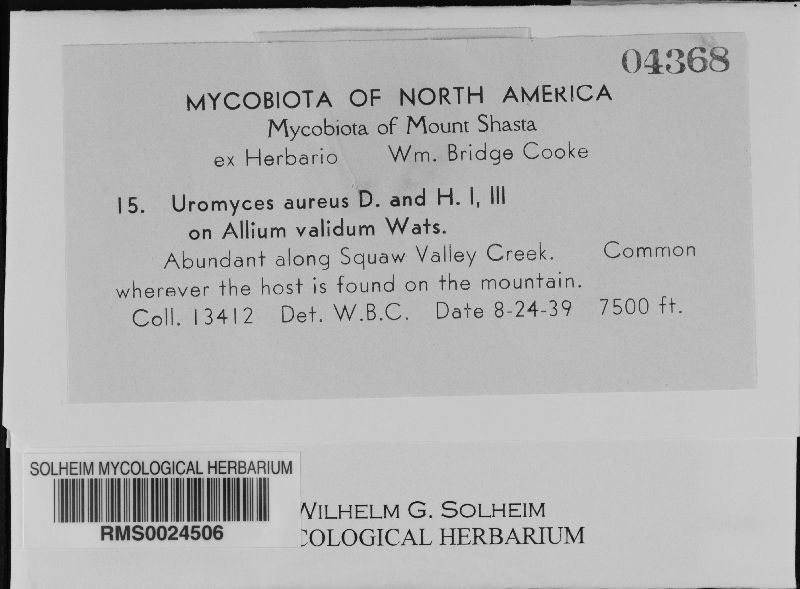 04368
MYCOBIOTA OF NORTH AMERICA
Mycobiota of Mount Shasta
ex Herbario Wm. Bridge Cooke
15. Uromyces aureus D. and H. I, III
on Allium validum Wats.
Abundant along Squaw Valley Creek. Common
wherever the host is found on the mountain.
Coll. 13412 Det. W.B.C. Date 8-24-39 7500 ft.
SOLHEIM MYCOLOGICAL HERBARIUM
RMS0024506
WILHELM G. SOLHEIM
COLOGICAL HERBARIUM